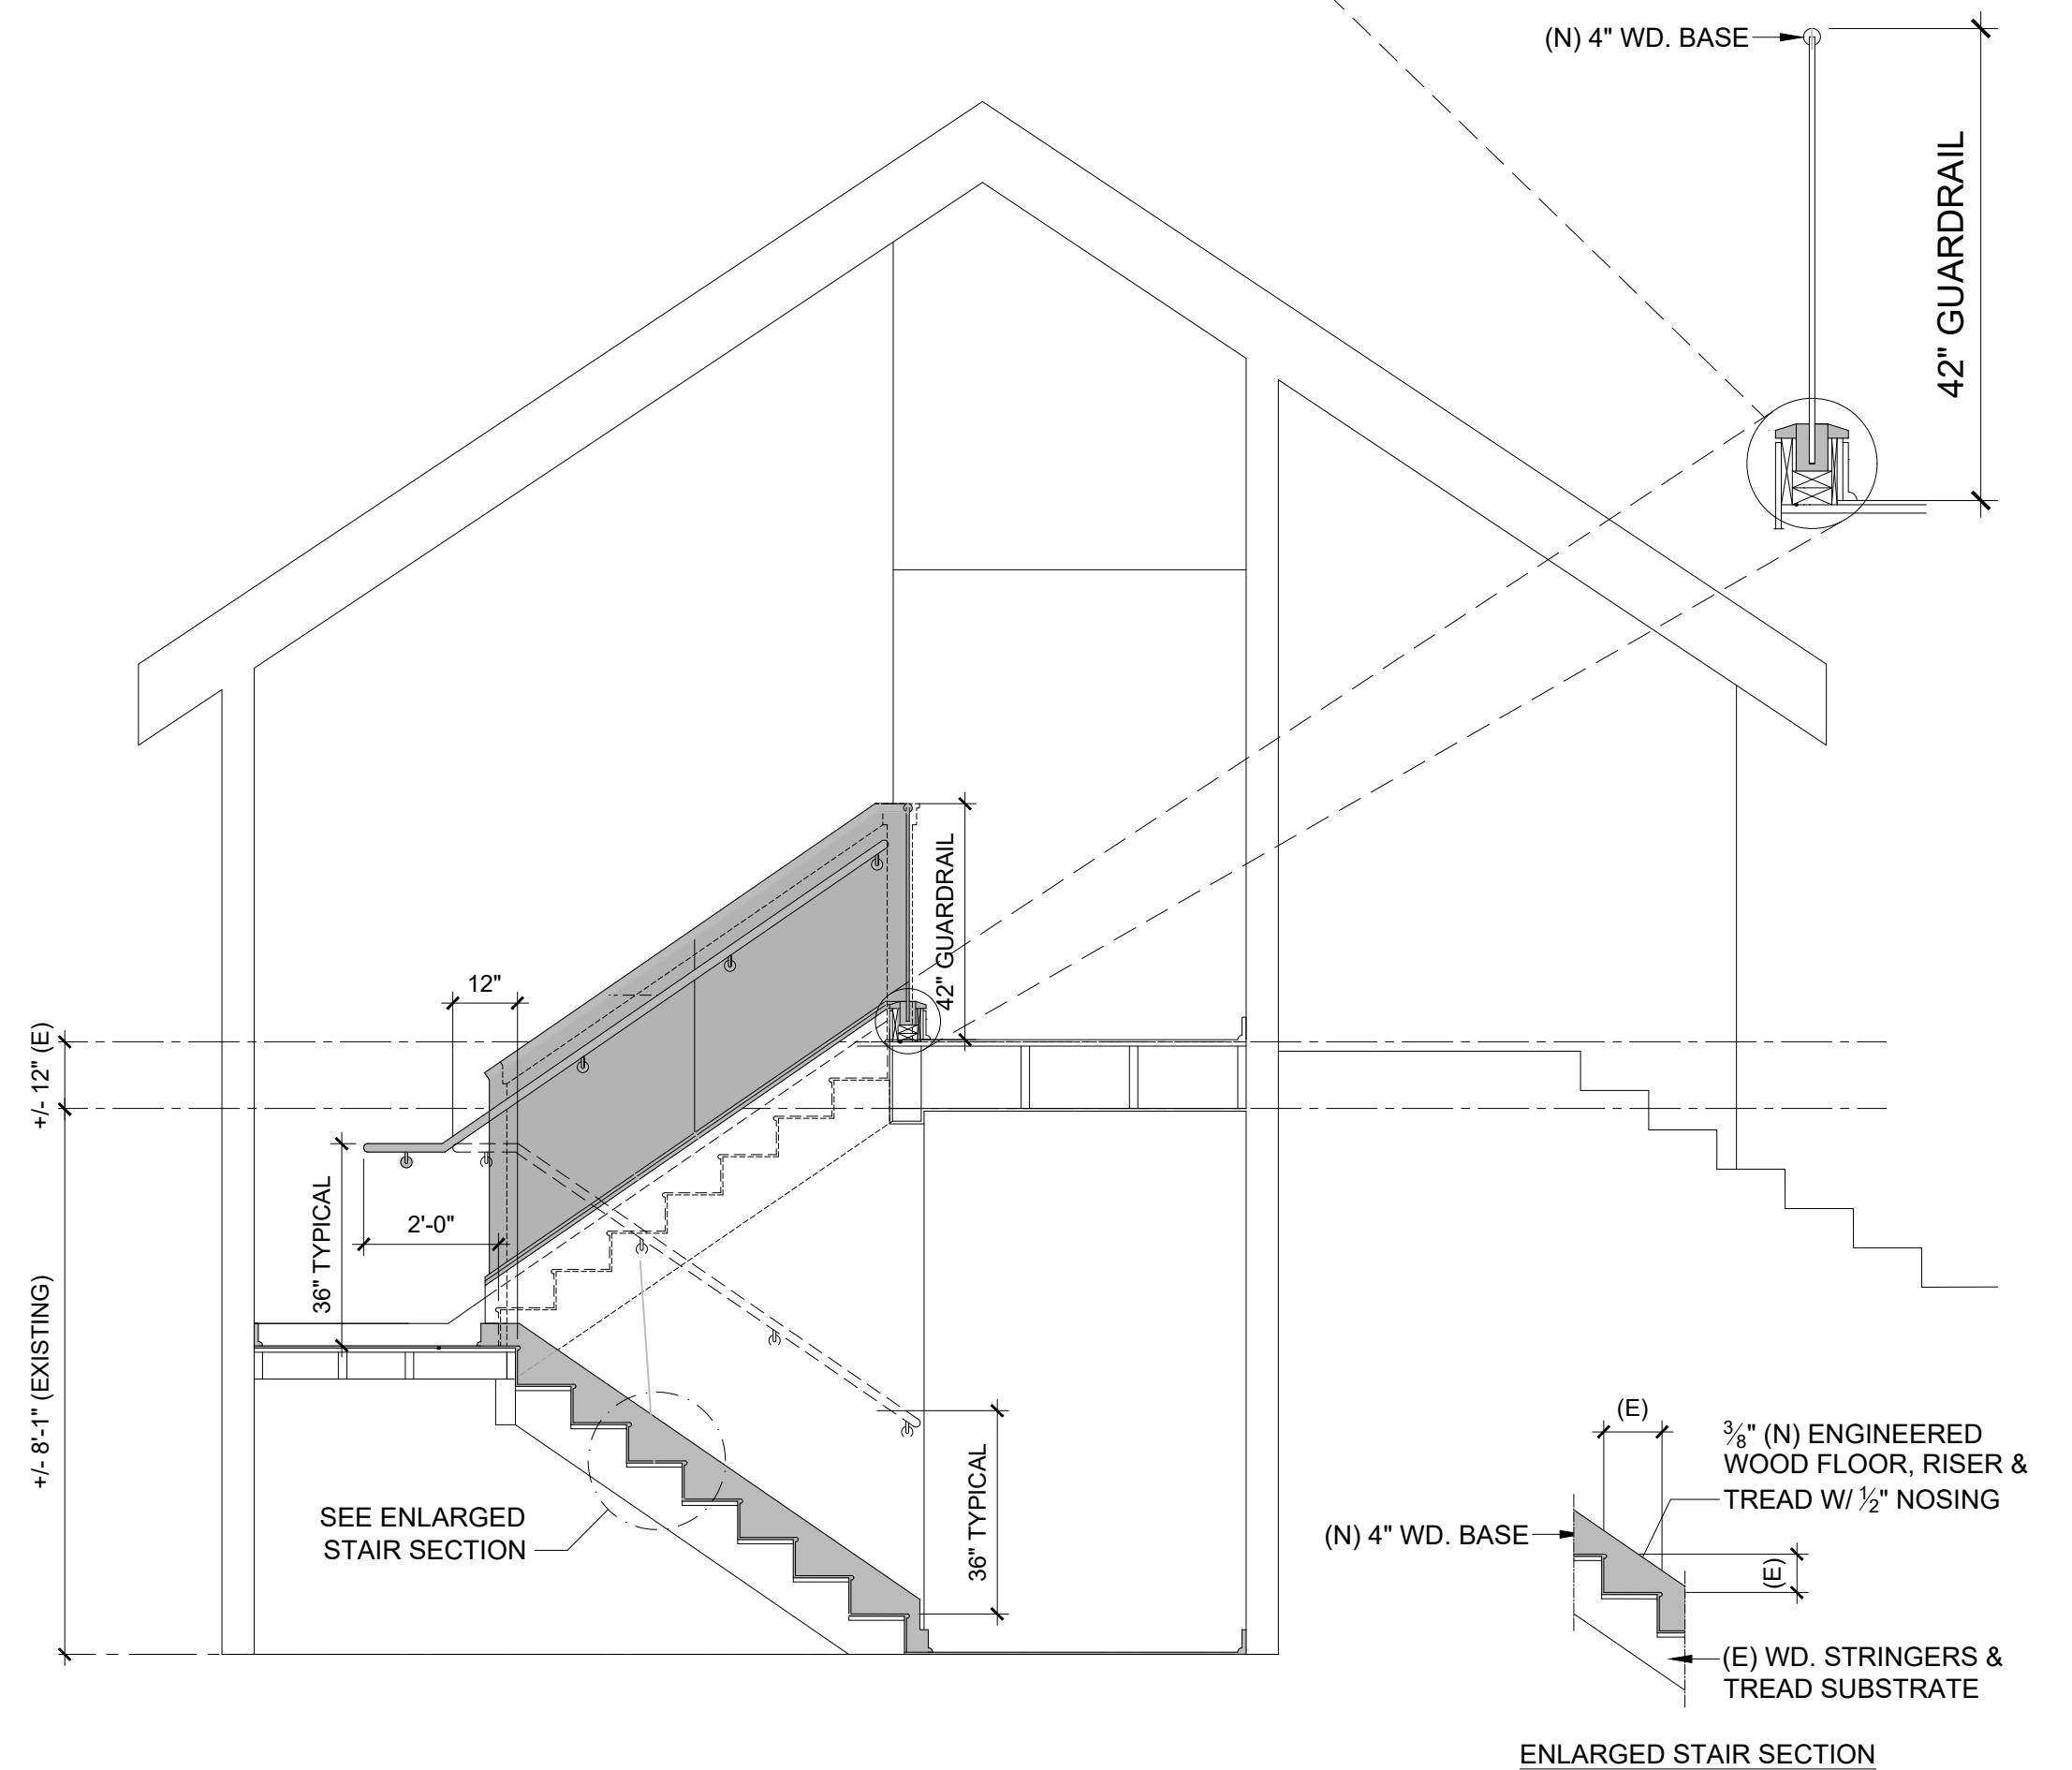 (N) 4" WD. BASE
42" GUARDRAIL
12"
42" GUARDRAIL
+/- 12" (E)
36" TYPICAL
2'-0"
+/- 8'-1" (EXISTING)
SEE ENLARGED
STAIR SECTION
36" TYPICAL
(E)
3/8" (N) ENGINEERED
WOOD FLOOR, RISER &
TREAD W/ 1/2" NOSING
(N) 4" WD. BASE
(E)
(E) WD. STRINGERS &
TREAD SUBSTRATE
ENLARGED STAIR SECTION